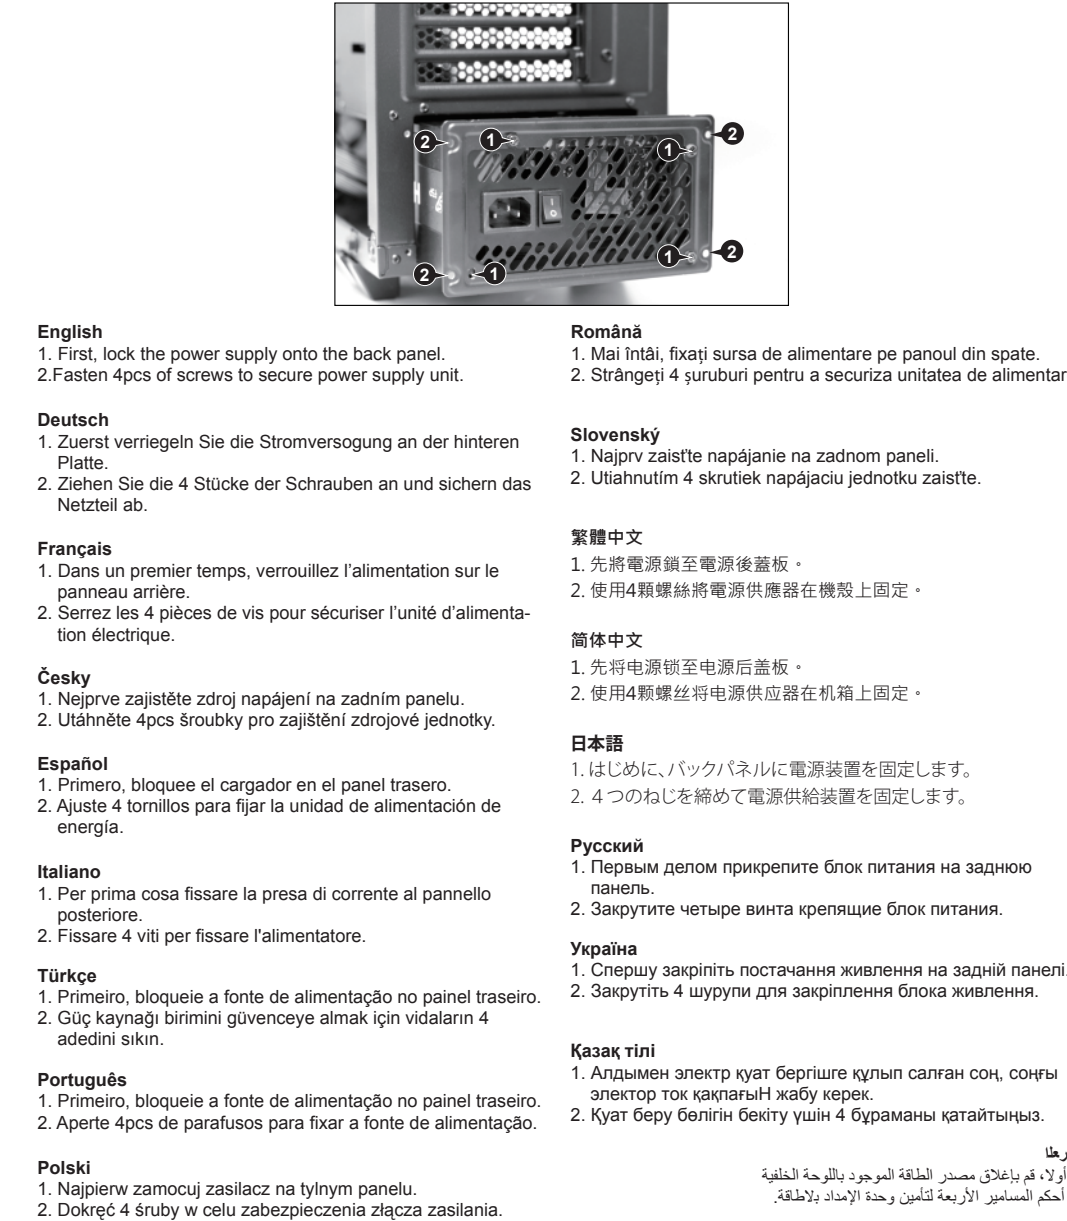 2
1
1
2
2
1
1
2
English
1. First, lock the power supply onto the back panel.
2.Fasten 4pcs of screws to secure power supply unit.
Deutsch
1. Zuerst verriegeln Sie die Stromversogung an der hinteren
Platte.
2. Ziehen Sie die 4 Stücke der Schrauben an und sichern das
Netzteil ab.
Français
1. Dans un premier temps, verrouillez l’alimentation sur le
panneau arrière.
2. Serrez les 4 pièces de vis pour sécuriser l’unité d’alimenta-
tion électrique.
Česky
1. Nejprve zajistěte zdroj napájení na zadním panelu.
2. Utáhněte 4pcs šroubky pro zajištění zdrojové jednotky.
Español
1. Primero, bloquee el cargador en el panel trasero.
2. Ajuste 4 tornillos para fijar la unidad de alimentación de
energía.
Italiano
1. Per prima cosa fissare la presa di corrente al pannello
posteriore.
2. Fissare 4 viti per fissare l'alimentatore.
Türkçe
1. Primeiro, bloqueie a fonte de alimentação no painel traseiro.
2. Güç kaynağı birimini güvenceye almak için vidaların 4
adedini sıkın.
Português
1. Primeiro, bloqueie a fonte de alimentação no painel traseiro.
2. Aperte 4pcs de parafusos para fixar a fonte de alimentação.
Polski
1. Najpierw zamocuj zasilacz na tylnym panelu.
2. Dokręć 4 śruby w celu zabezpieczenia złącza zasilania.
Română
1. Mai întâi, fixați sursa de alimentare pe panoul din spate.
2. Strângeți 4 șuruburi pentru a securiza unitatea de alimentar
Slovenský
1. Najprv zaisťte napájanie na zadnom paneli.
2. Utiahnutím 4 skrutiek napájaciu jednotku zaisťte.
繁體中文
1. 先將電源鎖至電源後蓋板。
2. 使用4顆螺絲將電源供應器在機殼上固定。
简体中文
1. 先将电源锁至电源后盖板。
2. 使用4颗螺丝将电源供应器在机箱上固定。
日本語
1. はじめに、バックパネルに電源装置を固定します。
2. 4つのねじを締めて電源供給装置を固定します。
Русский
1. Первым делом прикрепите блок питания на заднюю
панель.
2. Закрутите четыре винта крепящие блок питания.
Україна
1. Спершу закріпіть постачання живлення на задній панелі.
2. Закрутіть 4 шурупи для закріплення блока живлення.
Қазақ тілі
1. Алдымен электр қуат бергішге құлып салған соң, соңғы
электор ток қақпағыН жабу керек.
2. Қуат беру бөлігін бекіту үшін 4 бұраманы қатайтыңыз.
رعلا
أولا، قم بإغلاق مصدر الطاقة الموجود باللوحة الخلفية
أحكم المسامير الأربعة لتأمين وحدة الإمداد بلاطاقة.